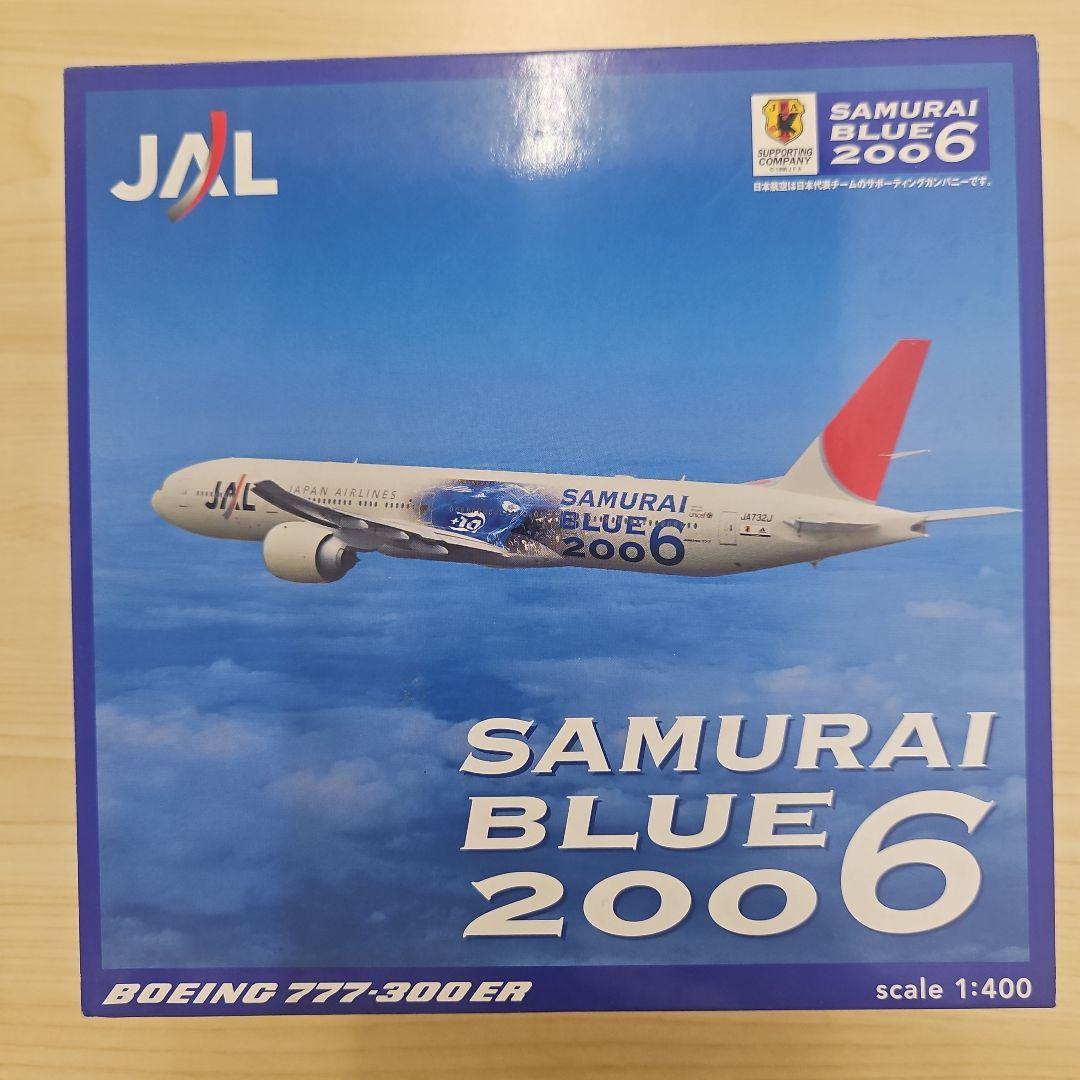 JAL
JFA
SUPPORTING
COMPANY
SAMURAI
BLUE
2006
日本航空は日本代表チームのサポーティングカンパニーです。
JAL
JAPAN AIRLINES
SAMURAI
BLUE
2006
unicef
JA732J
SAMURAI
BLUE
2006
BOEING 777-300ER
scale 1:400